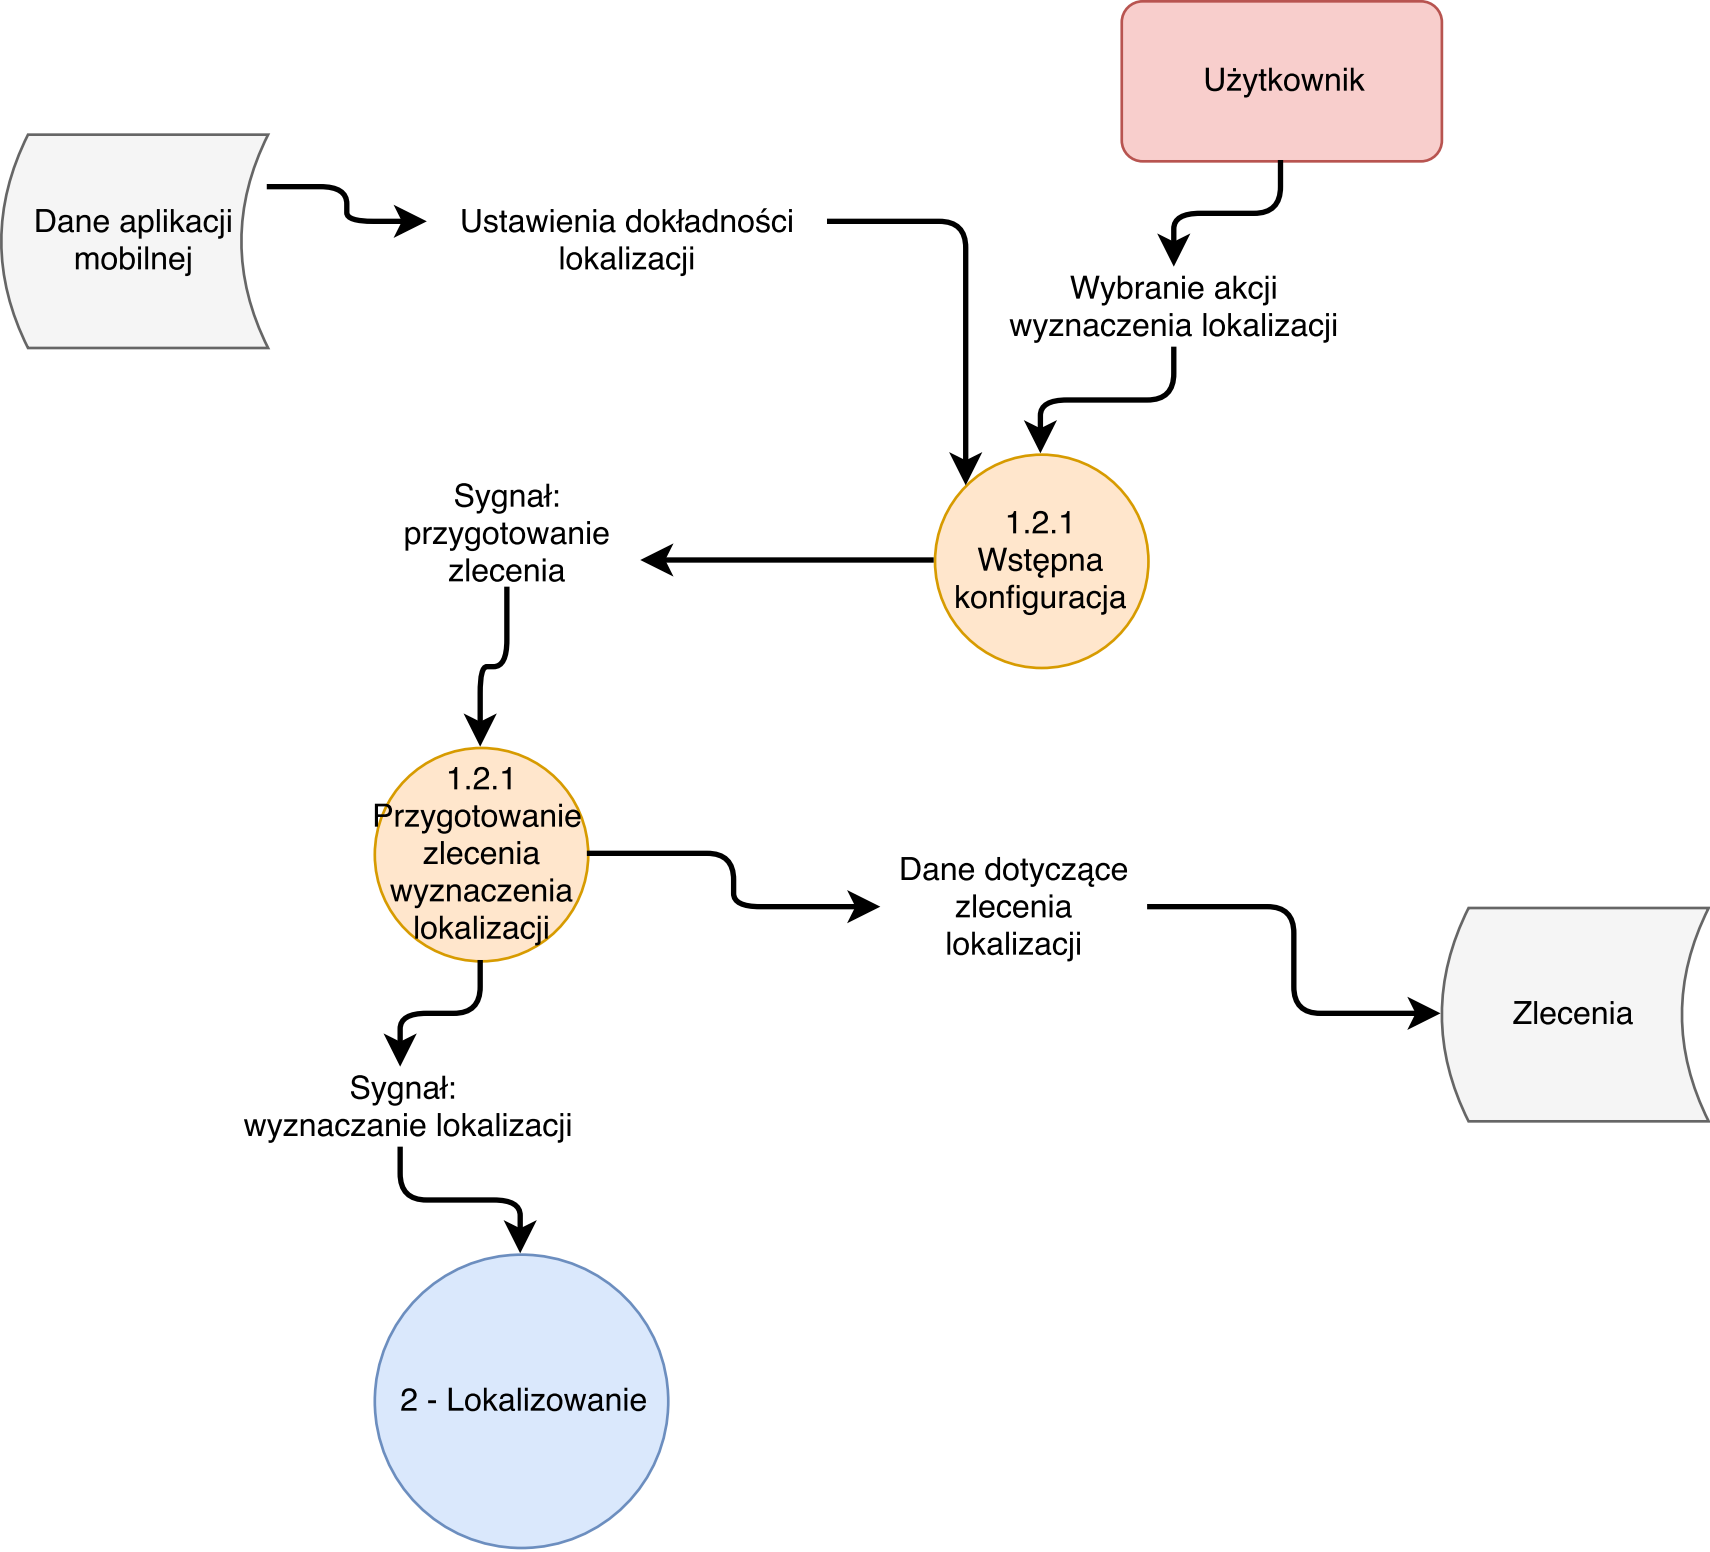 Użytkownik
Dane aplikacji
mobilnej
Ustawienia dokładności
lokalizacji
Wybranie akcji
wyznaczenia lokalizacji
Sygnał:
przygotowanie
zlecenia
1.2.1
Wstępna
konfiguracja
1.2.1
Przygotowanie
zlecenia
wyznaczenia
lokalizacji
Dane dotyczące
zlecenia
lokalizacji
Zlecenia
Sygnał:
wyznaczanie lokalizacji
2 - Lokalizowanie